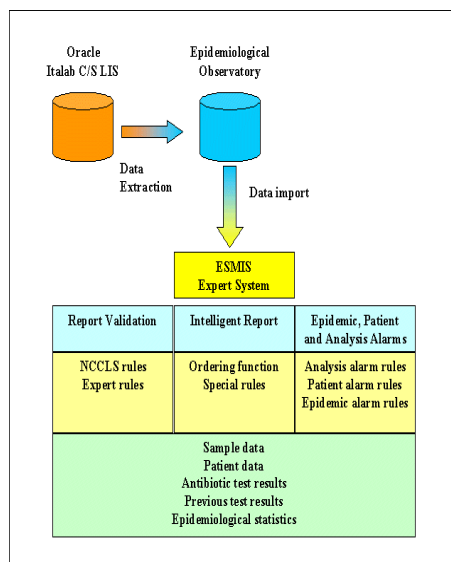 Oracle
Italab C/S LIS
Epidemiological
Observatory
Data
Extraction
Data import
ESMIS
Expert System
Report Validation
Intelligent Report
Epidemic, Patient
and Analysis Alarms
NCCLS rules
Expert rules
Ordering function
Special rules
Analysis alarm rules
Patient alarm rules
Epidemic alarm rules
Sample data
Patient data
Antibiotic test results
Previous test results
Epidemiological statistics